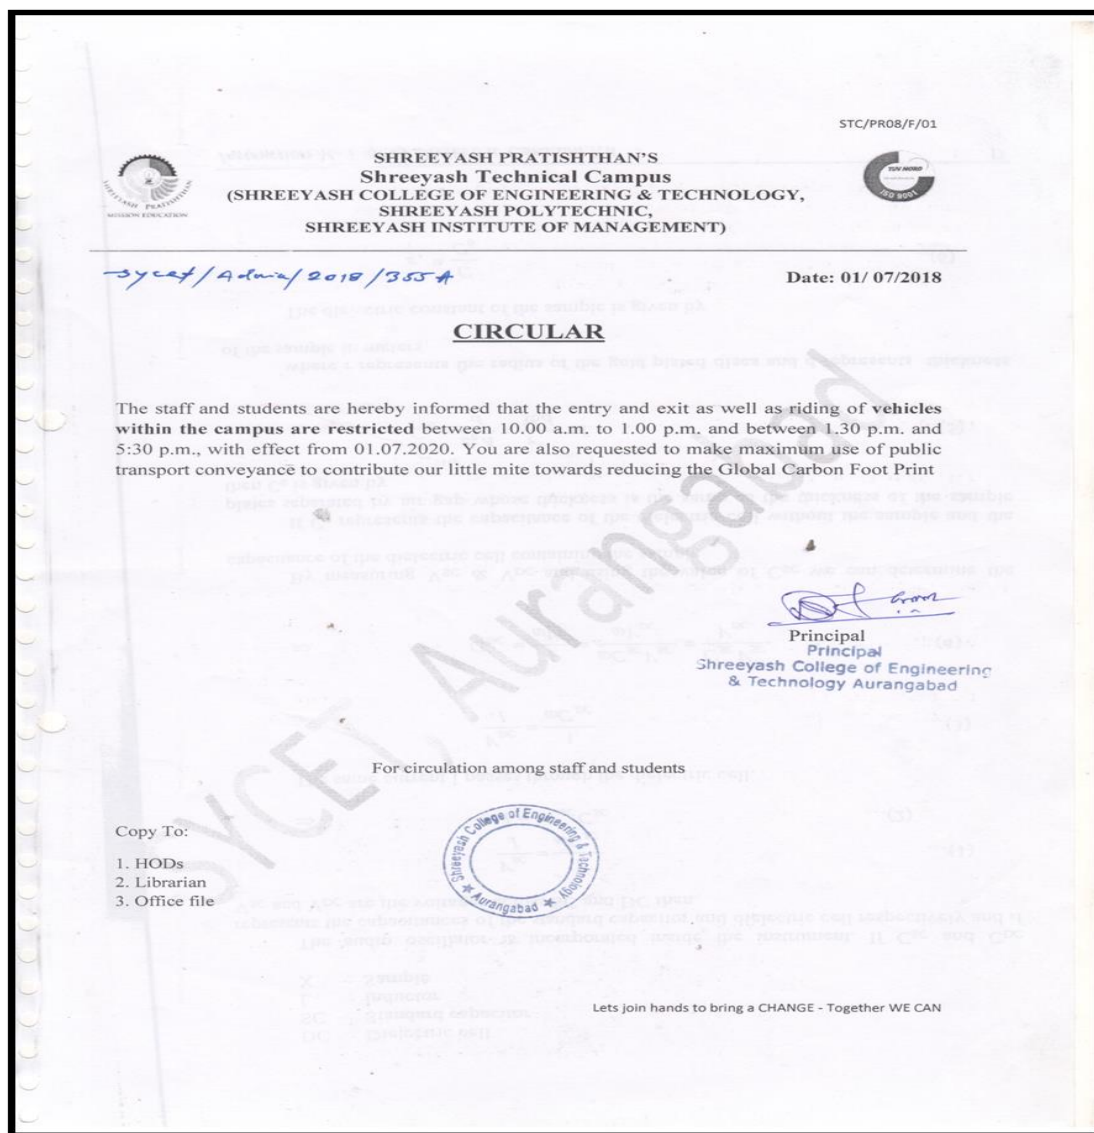 STC/PR08/F/01
SHREEYASH PRATISHTHAN'S
Shreeyash Technical Campus
(SHREEYASH COLLEGE OF ENGINEERING & TECHNOLOGY,
SHREEYASH POLYTECHNIC,
SHREEYASH INSTITUTE OF MANAGEMENT)
SHREEYASH PRATISHTHAN
MISSION EDUCATION
TUV NORD
ISO 9001
sycet/Admin/2018/355A
Date: 01/ 07/2018
CIRCULAR
The staff and students are hereby informed that the entry and exit as well as riding of vehicles
within the campus are restricted between 10.00 a.m. to 1.00 p.m. and between 1.30 p.m. and
5:30 p.m., with effect from 01.07.2020. You are also requested to make maximum use of public
transport conveyance to contribute our little mite towards reducing the Global Carbon Foot Print
Principal
Principal
Shreeyash College of Engineering
& Technology Aurangabad
SYCET, Aurangabad
For circulation among staff and students
Shreeyash College of Engineering & Technology
Aurangabad
Copy To:
1. HODs
2. Librarian
3. Office file
Lets join hands to bring a CHANGE - Together WE CAN